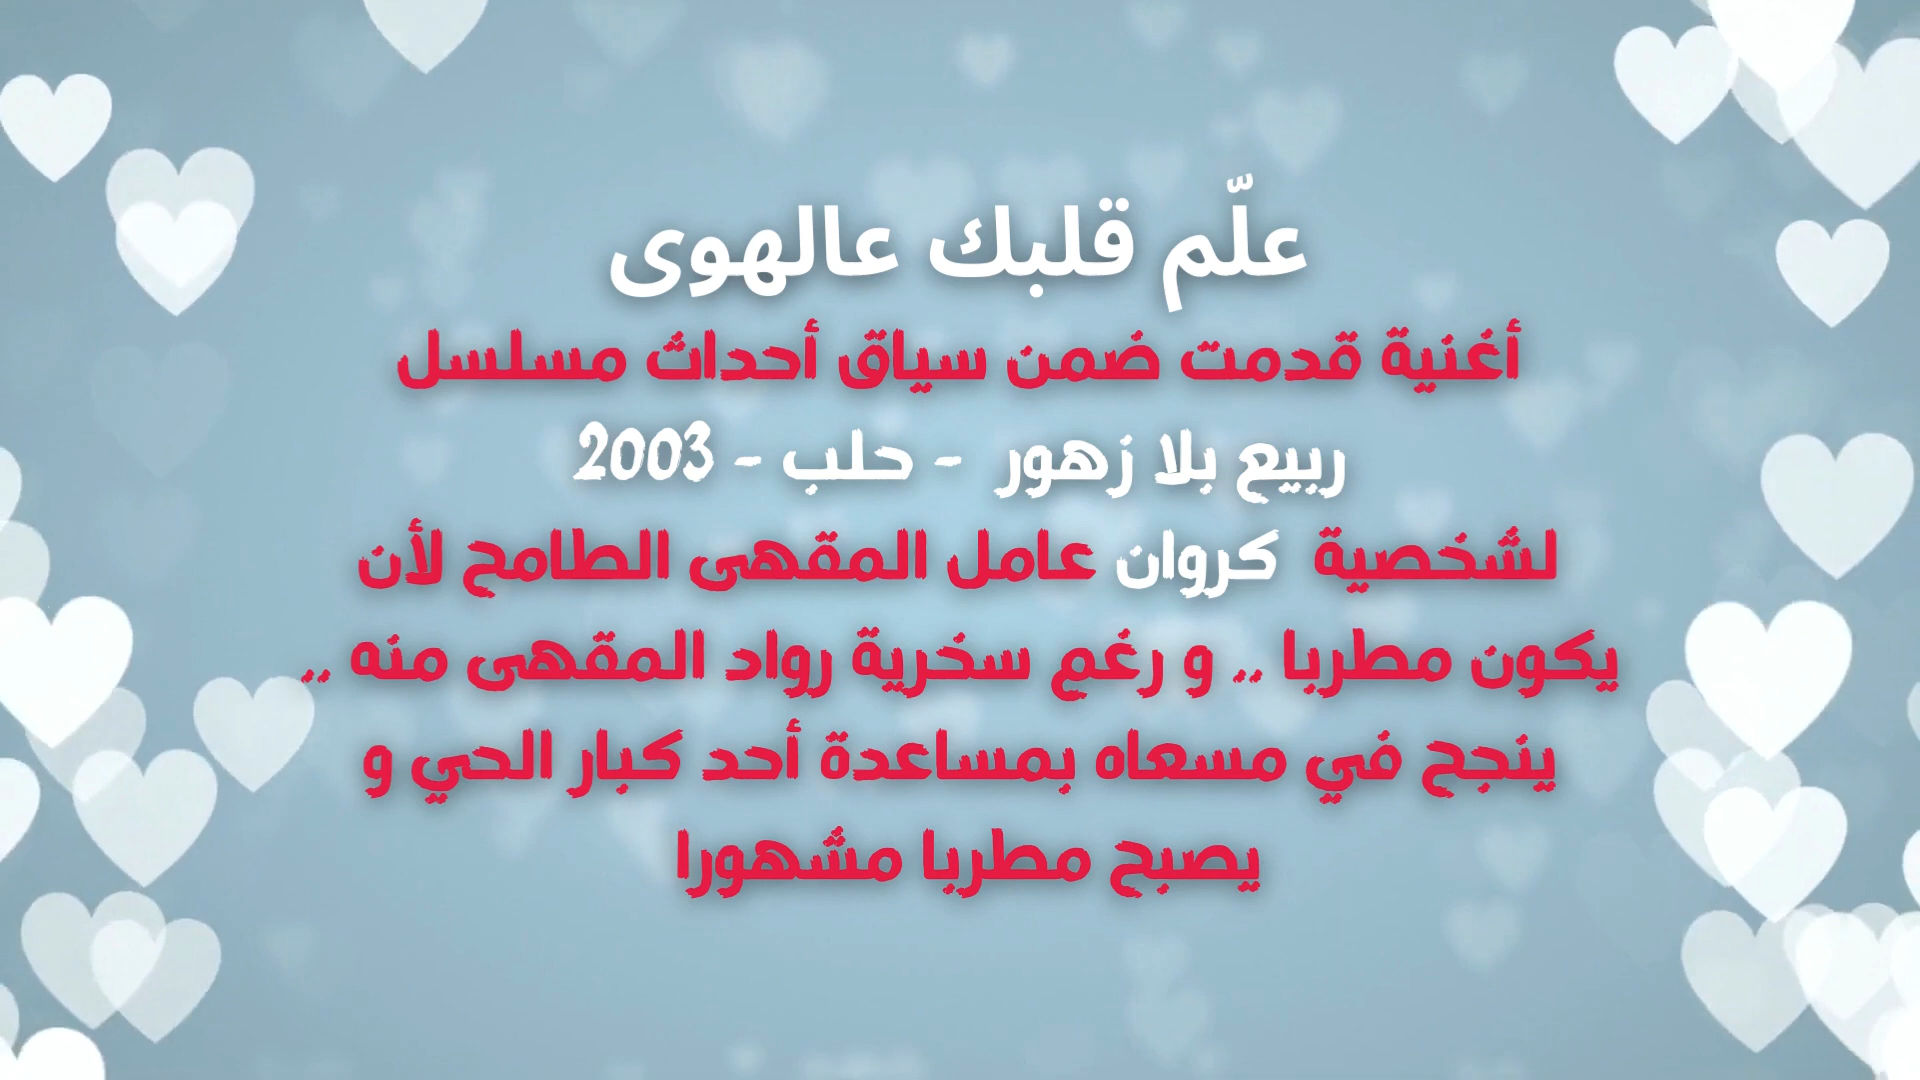 علّم قلبك عالهوى
أغنية قدمت ضمن سياق أحداث مسلسل
ربيع بلا زهور - حلب - 2003
لشخصية كروان عامل المقهى الطامح لأن
يكون مطربا .. و رغم سخرية رواد المقهى منه ..
ينجح في مسعاه بمساعدة أحد كبار الحي و
يصبح مطربا مشهورا